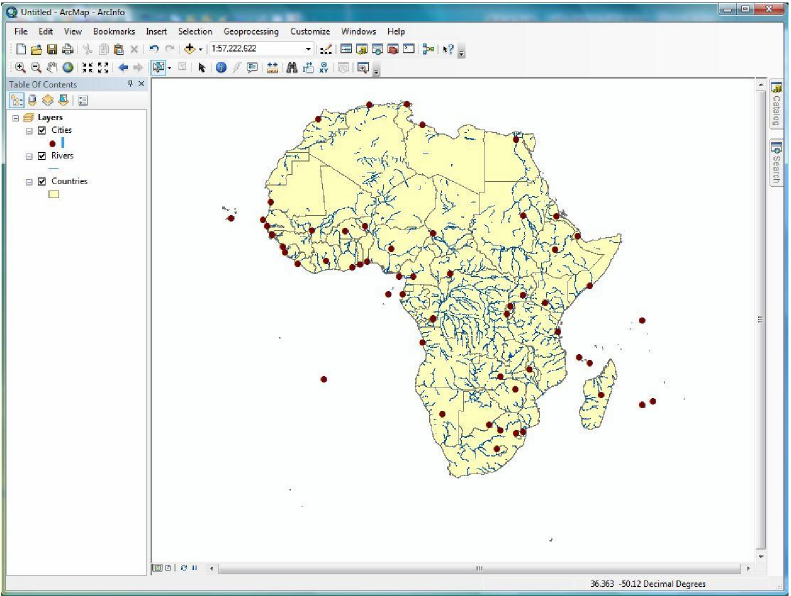 Untitled - ArcMap - ArcInfo
File Edit View Bookmarks Insert Selection Geoprocessing Customize Windows Help
1:57,222,622
Table Of Contents
Layers
Cities
Rivers
Countries
Catalog
Search
36.363 -50.12 Decimal Degrees